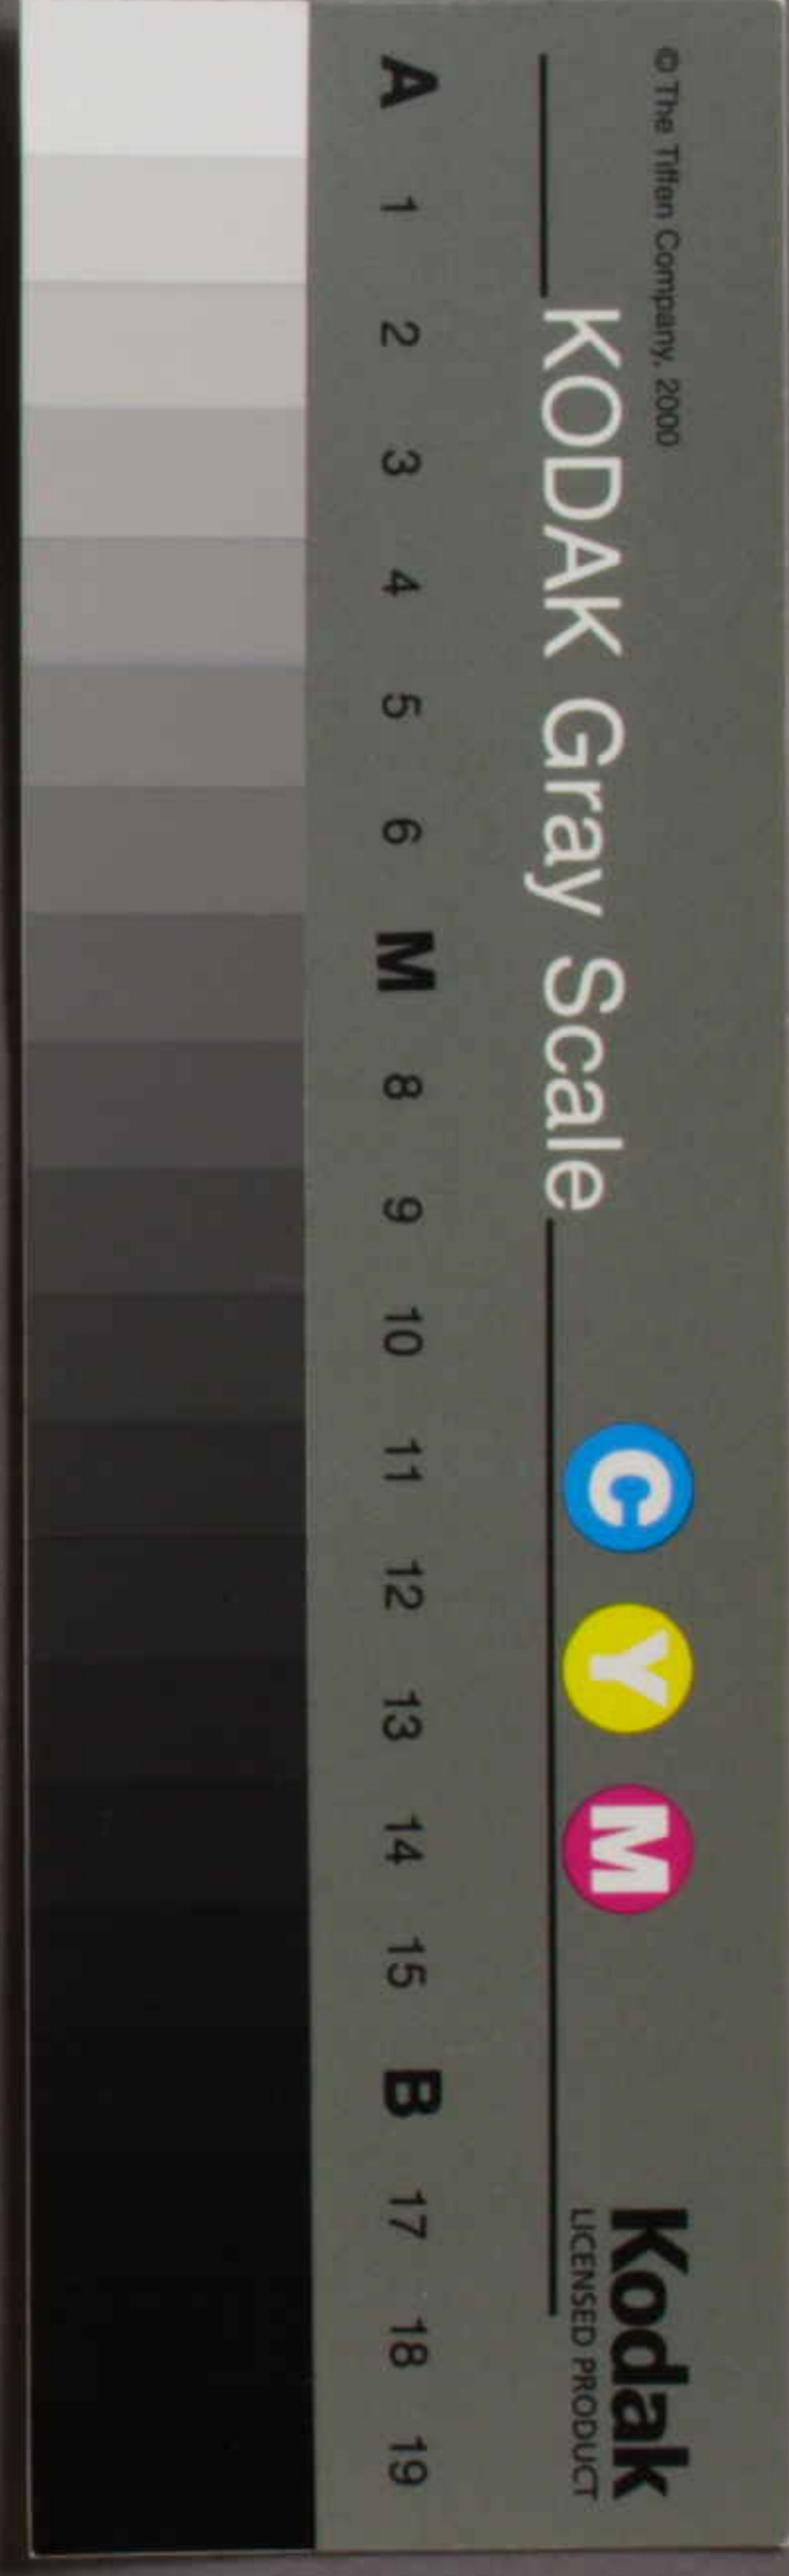 © The Tiffen Company, 2000
KODAK Gray Scale
C Y M
Kodak
LICENSED PRODUCT
A 1 2 3 4 5 6 M 8 9 10 11 12 13 14 15 B 17 18 19